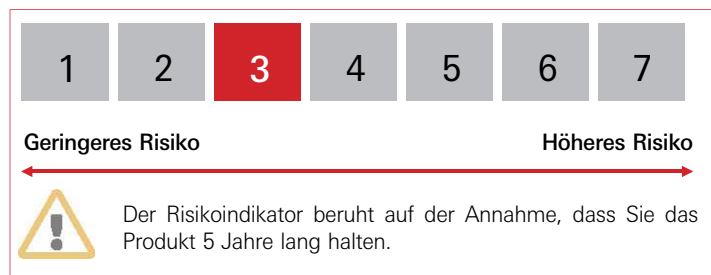 1 2 3 4 5 6 7
Geringeres Risiko Höheres Risiko
Der Risikoindikator beruht auf der Annahme, dass Sie das
Produkt 5 Jahre lang halten.